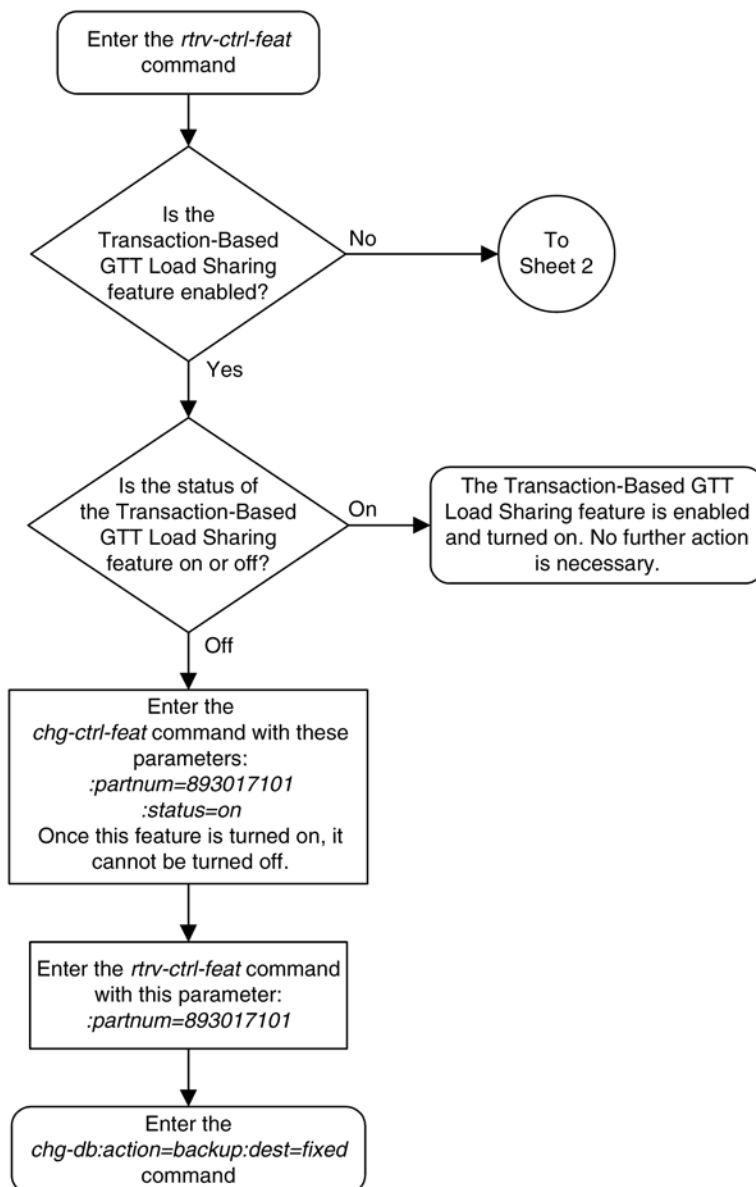 Enter the rtrv-ctrl-feat
command
Is the
Transaction-Based
GTT Load Sharing
feature enabled?
No
To
Sheet 2
Yes
Is the status of
the Transaction-Based
GTT Load Sharing
feature on or off?
On
The Transaction-Based GTT
Load Sharing feature is enabled
and turned on. No further action
is necessary.
Off
Enter the
chg-ctrl-feat command with these
parameters:
:partnum=893017101
:status=on
Once this feature is turned on, it
cannot be turned off.
Enter the rtrv-ctrl-feat command
with this parameter:
:partnum=893017101
Enter the
chg-db:action=backup:dest=fixed
command